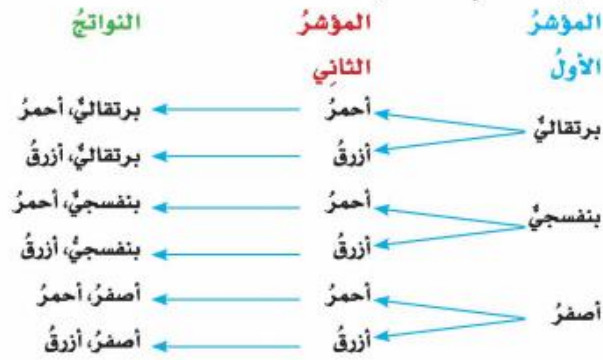 المؤشرُ المؤشرُ النواتجُ
الأولُ الثانِي
برتقاليٌّ أحمرُ برتقاليٌّ، أحمرُ
أزرقُ برتقاليٌّ، أزرقُ
بنفسجيٌّ أحمرُ بنفسجيٌّ، أحمرُ
أزرقُ بنفسجيٌّ، أزرقُ
أصفرُ أحمرُ أصفرُ، أحمرُ
أزرقُ أصفرُ، أزرقُ